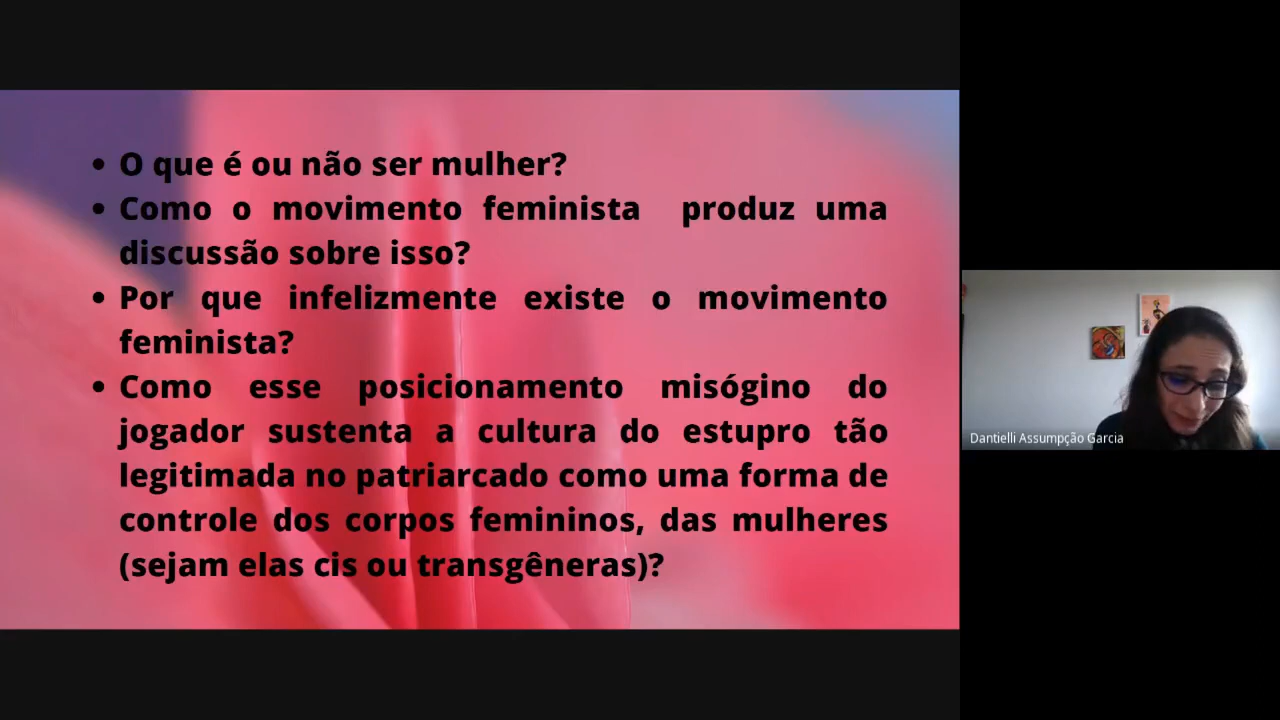 • O que é ou não ser mulher?
• Como o movimento feminista produz uma
discussão sobre isso?
• Por que infelizmente existe o movimento
feminista?
• Como esse posicionamento misógino do
jogador sustenta a cultura do estupro tão
legitimada no patriarcado como uma forma de
controle dos corpos femininos, das mulheres
(sejam elas cis ou transgêneras)?
Dantielli Assumpção Garcia